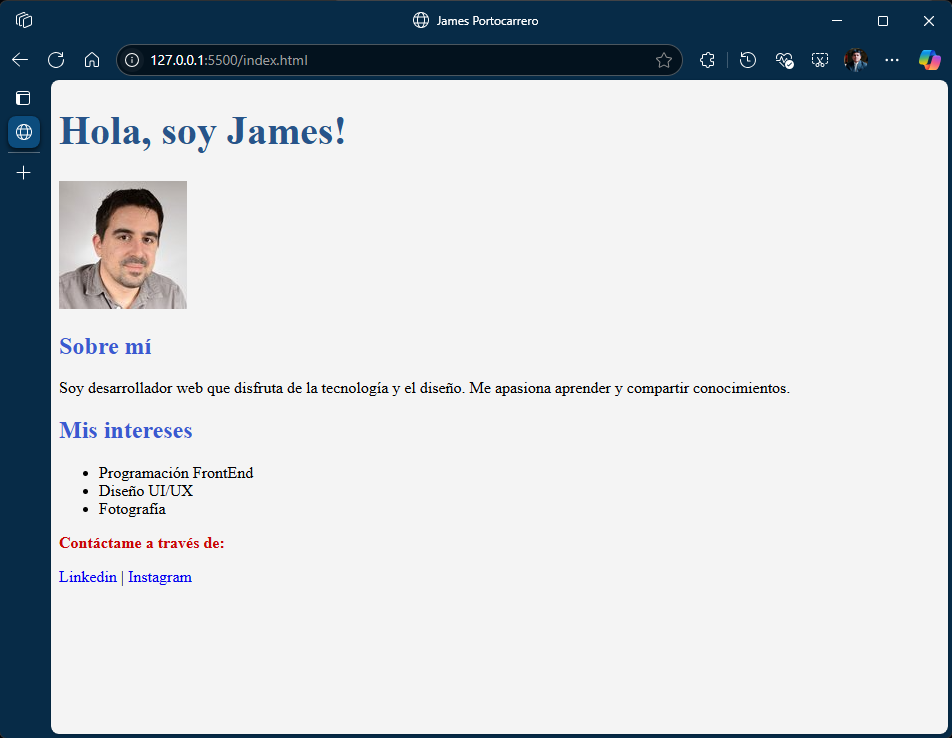 James Portocarrero
127.0.0.1:5500/index.html
Hola, soy James!
Sobre mí
Soy desarrollador web que disfruta de la tecnología y el diseño. Me apasiona aprender y compartir conocimientos.
Mis intereses
Programación FrontEnd
Diseño UI/UX
Fotografía
Contáctame a través de:
Linkedin | Instagram